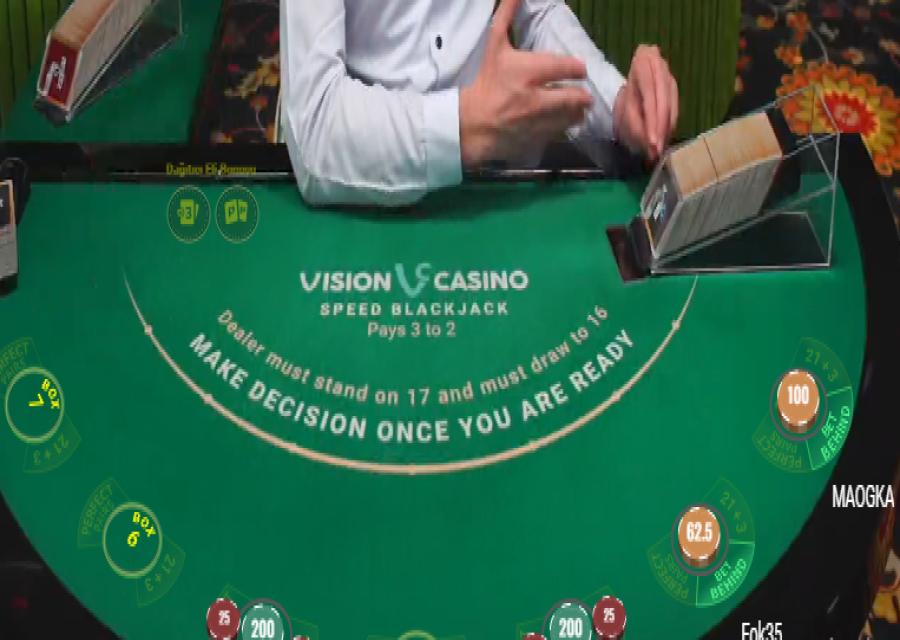 VISION CASINO
SPEED BLACKJACK
Pays 3 to 2
Dealer must stand on 17 and must draw to 16
MAKE DECISION ONCE YOU ARE READY
PERFECT PAIRS
BOX 7
21+3
PERFECT PAIRS
BOX 6
21+3
25
200
200
25
21+3
62.5
PERFECT PAIRS
BET BEHIND
Fok35
21+3
100
PERFECT PAIRS
BET BEHIND
MAOGKA